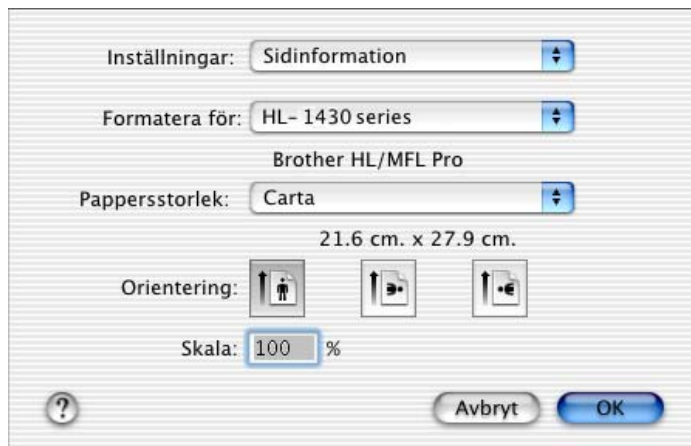 Inställningar: Sidinformation
Formatera för: HL- 1430 series
Brother HL/MFL Pro
Pappersstorlek: Carta
21.6 cm. x 27.9 cm.
Orientering:
Skala: 100 %
? Avbryt OK